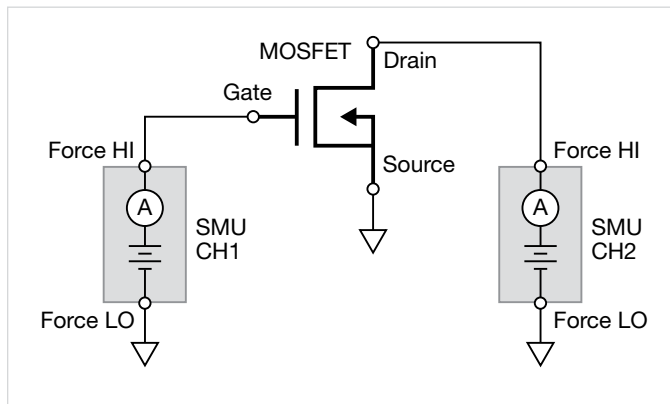 MOSFET
Drain
Gate
Source
Force HI
A
SMU
CH1
Force LO
Force HI
A
SMU
CH2
Force LO